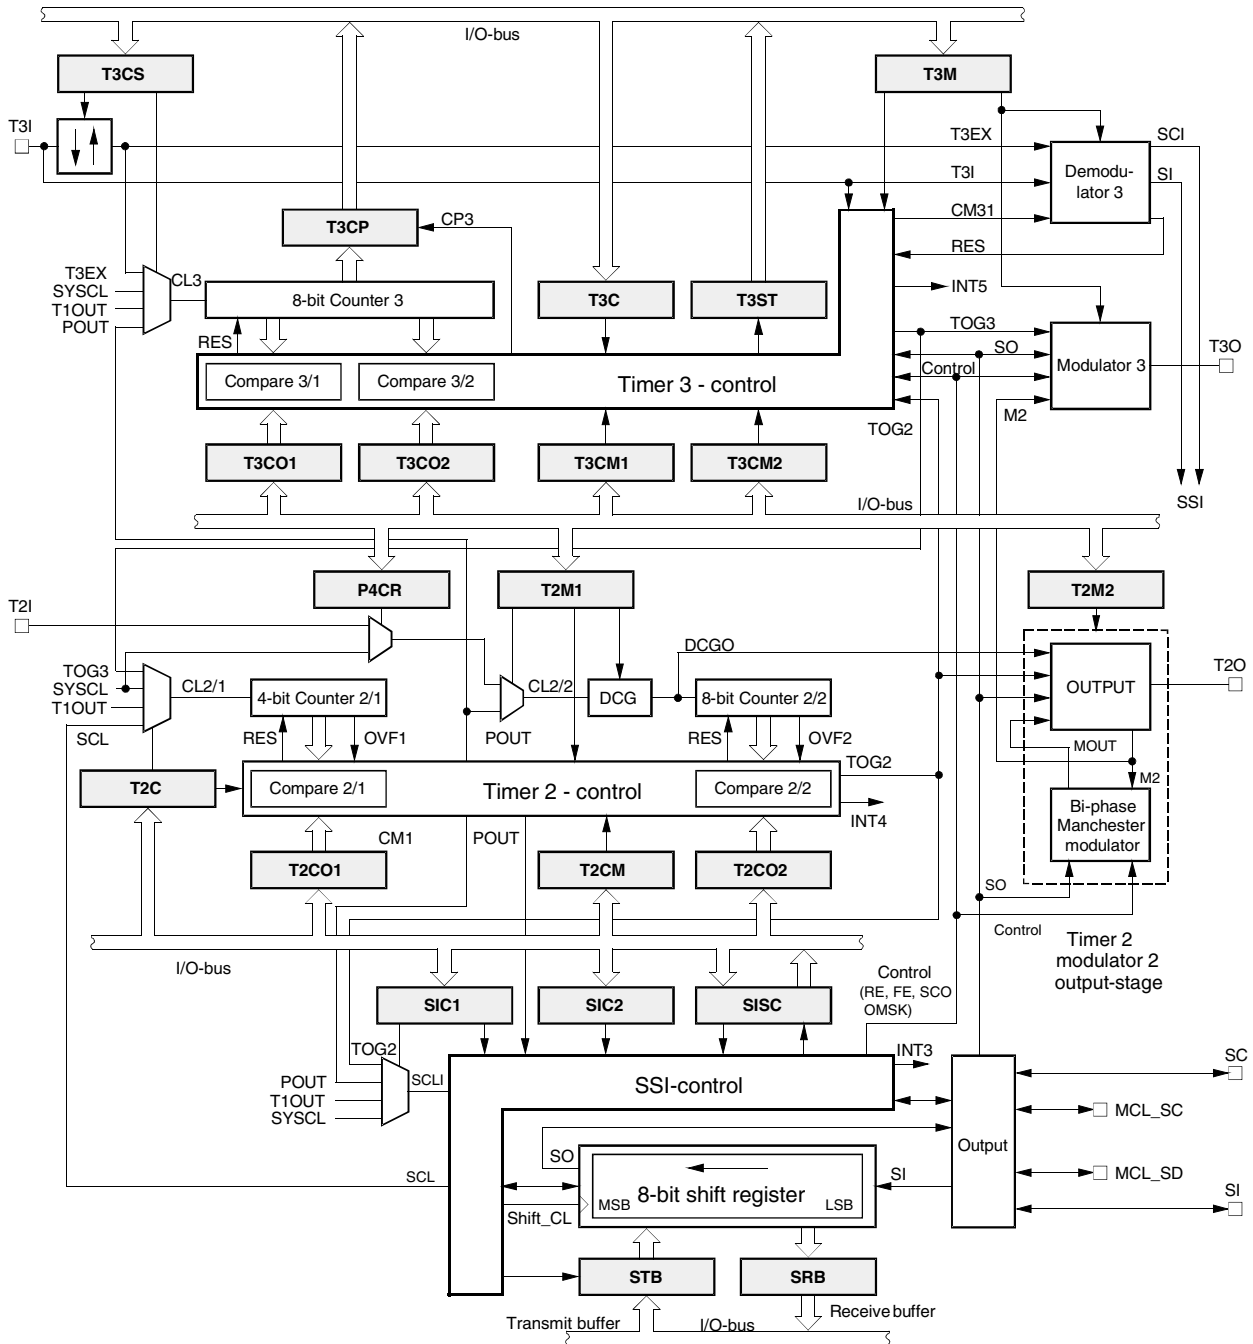 I/O-bus
T3CS
T3M
T3I
T3EX
SCI
T3I
SI
Demodu-
lator 3
T3CP
CP3
CM31
RES
T3EX
SYSCL
T1OUT
POUT
CL3
8-bit Counter 3
T3C
T3ST
INT5
RES
TOG3
SO
Control
M2
TOG2
Modulator 3
T3O
Compare 3/1
Compare 3/2
Timer 3 - control
T3CO1
T3CO2
T3CM1
T3CM2
SSI
I/O-bus
P4CR
T2M1
T2M2
T2I
DCGO
TOG3
SYSCL
T1OUT
SCL
CL2/1
4-bit Counter 2/1
CL2/2
DCG
8-bit Counter 2/2
OUTPUT
T2O
POUT
RES
OVF1
RES
OVF2
MOUT
T2C
Compare 2/1
Timer 2 - control
Compare 2/2
TOG2
INT4
M2
Bi-phase
Manchester
modulator
CM1
POUT
T2CO1
T2CM
T2CO2
SO
Control
Timer 2
modulator 2
output-stage
I/O-bus
Control
(RE, FE, SCO
OMSK)
SIC1
SIC2
SISC
TOG2
POUT
T1OUT
SYSCL
SCLI
SSI-control
INT3
SC
MCL_SC
Output
SO
SCL
MSB
8-bit shift register
LSB
SI
MCL_SD
SI
Shift_CL
STB
SRB
Transmit buffer
I/O-bus
Receive buffer